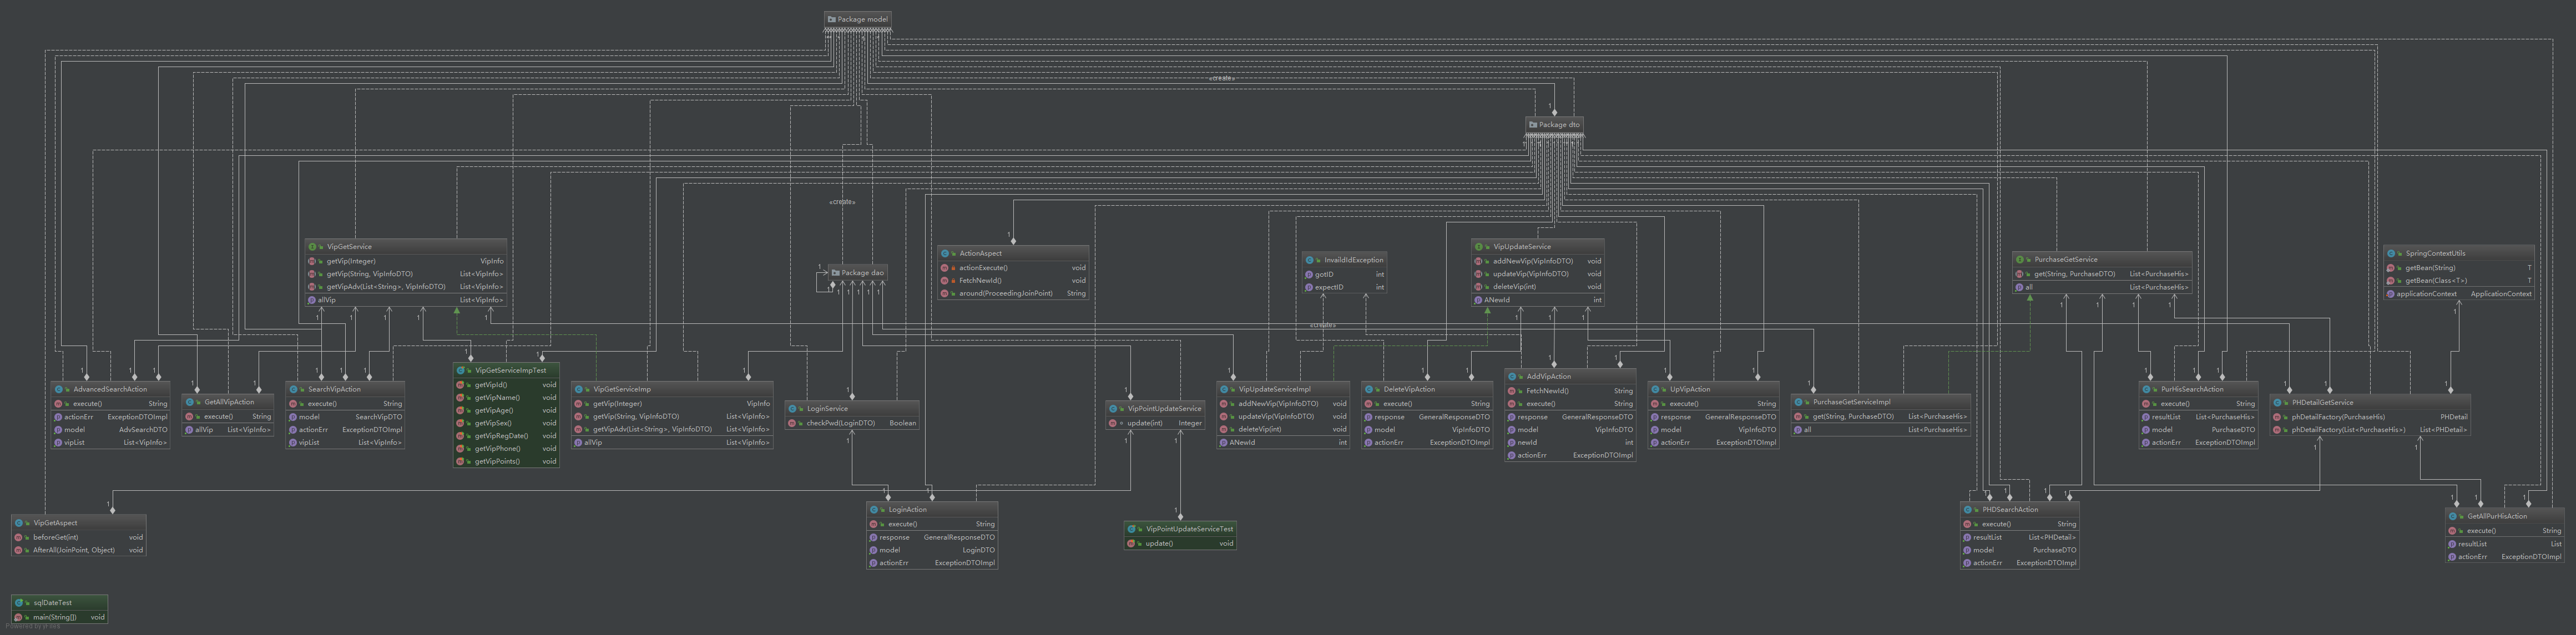 Package model
«create»
Package dto
«create»
VipGetService
getVip(Integer) VipInfo
getVip(String, VipInfoDTO) List<VipInfo>
getVipAdv(List<String>, VipInfoDTO) List<VipInfo>
allVip List<VipInfo>
Package dao
ActionAspect
actionExecute() void
FetchNewId() void
around(ProceedingJoinPoint) String
InvaildIdException
gotID int
expectID int
VipUpdateService
addNewVip(VipInfoDTO) void
updateVip(VipInfoDTO) void
deleteVip(int) void
ANewId int
PurchaseGetService
get(String, PurchaseDTO) List<PurchaseHis>
all List<PurchaseHis>
SpringContextUtils
getBean(String) T
getBean(Class<T>) T
applicationContext ApplicationContext
«create»
AdvancedSearchAction
execute() String
actionErr ExceptionDTOImpl
model AdvSearchDTO
vipList List<VipInfo>
GetAllVipAction
execute() String
allVip List<VipInfo>
SearchVipAction
execute() String
model SearchVipDTO
actionErr ExceptionDTOImpl
vipList List<VipInfo>
VipGetServiceImpTest
getVipId() void
getVipName() void
getVipAge() void
getVipSex() void
getVipRegDate() void
getVipPhone() void
getVipPoints() void
VipGetServiceImp
getVip(Integer) VipInfo
getVip(String, VipInfoDTO) List<VipInfo>
getVipAdv(List<String>, VipInfoDTO) List<VipInfo>
allVip List<VipInfo>
LoginService
checkPwd(LoginDTO) Boolean
VipPointUpdateService
update(int) Integer
VipUpdateServiceImpl
addNewVip(VipInfoDTO) void
updateVip(VipInfoDTO) void
deleteVip(int) void
ANewId int
DeleteVipAction
execute() String
response GeneralResponseDTO
model VipInfoDTO
actionErr ExceptionDTOImpl
AddVipAction
FetchNewId() String
execute() String
response GeneralResponseDTO
model VipInfoDTO
newId int
actionErr ExceptionDTOImpl
UpVipAction
execute() String
response GeneralResponseDTO
model VipInfoDTO
actionErr ExceptionDTOImpl
PurchaseGetServiceImpl
get(String, PurchaseDTO) List<PurchaseHis>
all List<PurchaseHis>
PurHisSearchAction
execute() String
resultList List<PurchaseHis>
model PurchaseDTO
actionErr ExceptionDTOImpl
PHDetailGetService
phDetailFactory(PurchaseHis) PHDetail
phDetailFactory(List<PurchaseHis>) List<PHDetail>
VipGetAspect
beforeGet(int) void
AfterAll(JoinPoint, Object) void
LoginAction
execute() String
response GeneralResponseDTO
model LoginDTO
actionErr ExceptionDTOImpl
VipPointUpdateServiceTest
update() void
PHDSearchAction
execute() String
resultList List<PHDetail>
model PurchaseDTO
actionErr ExceptionDTOImpl
GetAllPurHisAction
execute() String
resultList List
actionErr ExceptionDTOImpl
sqlDateTest
main(String[]) void
Powered by yFiles